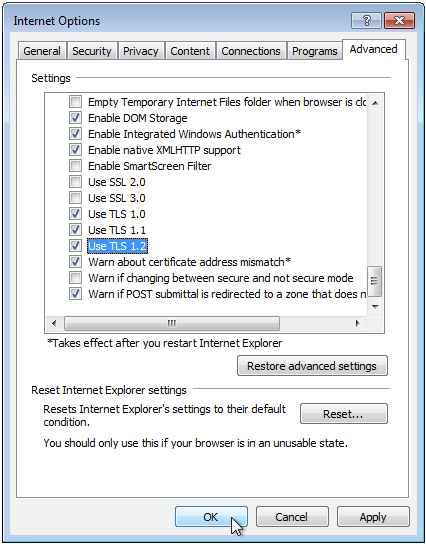 Internet Options
General Security Privacy Content Connections Programs Advanced
Settings
Empty Temporary Internet Files folder when browser is clo
Enable DOM Storage
Enable Integrated Windows Authentication*
Enable native XMLHTTP support
Enable SmartScreen Filter
Use SSL 2.0
Use SSL 3.0
Use TLS 1.0
Use TLS 1.1
Use TLS 1.2
Warn about certificate address mismatch*
Warn if changing between secure and not secure mode
Warn if POST submittal is redirected to a zone that does n
*Takes effect after you restart Internet Explorer
Restore advanced settings
Reset Internet Explorer settings
Resets Internet Explorer's settings to their default
condition.
Reset...
You should only use this if your browser is in an unusable state.
OK Cancel Apply